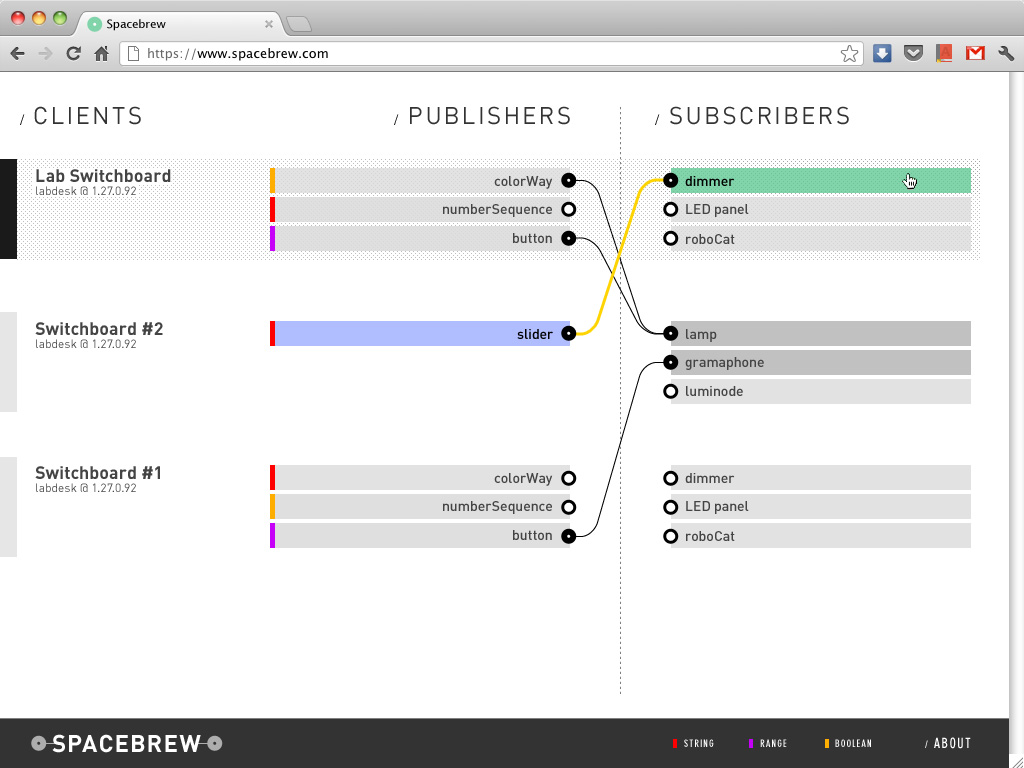 Spacebrew
https://www.spacebrew.com
/ CLIENTS
/ PUBLISHERS
/ SUBSCRIBERS
Lab Switchboard
labdesk @ 1.27.0.92
colorWay
dimmer
numberSequence
LED panel
button
roboCat
Switchboard #2
labdesk @ 1.27.0.92
slider
lamp
gramaphone
luminode
Switchboard #1
labdesk @ 1.27.0.92
colorWay
dimmer
numberSequence
LED panel
button
roboCat
SPACEBREW
STRING
RANGE
BOOLEAN
/ ABOUT